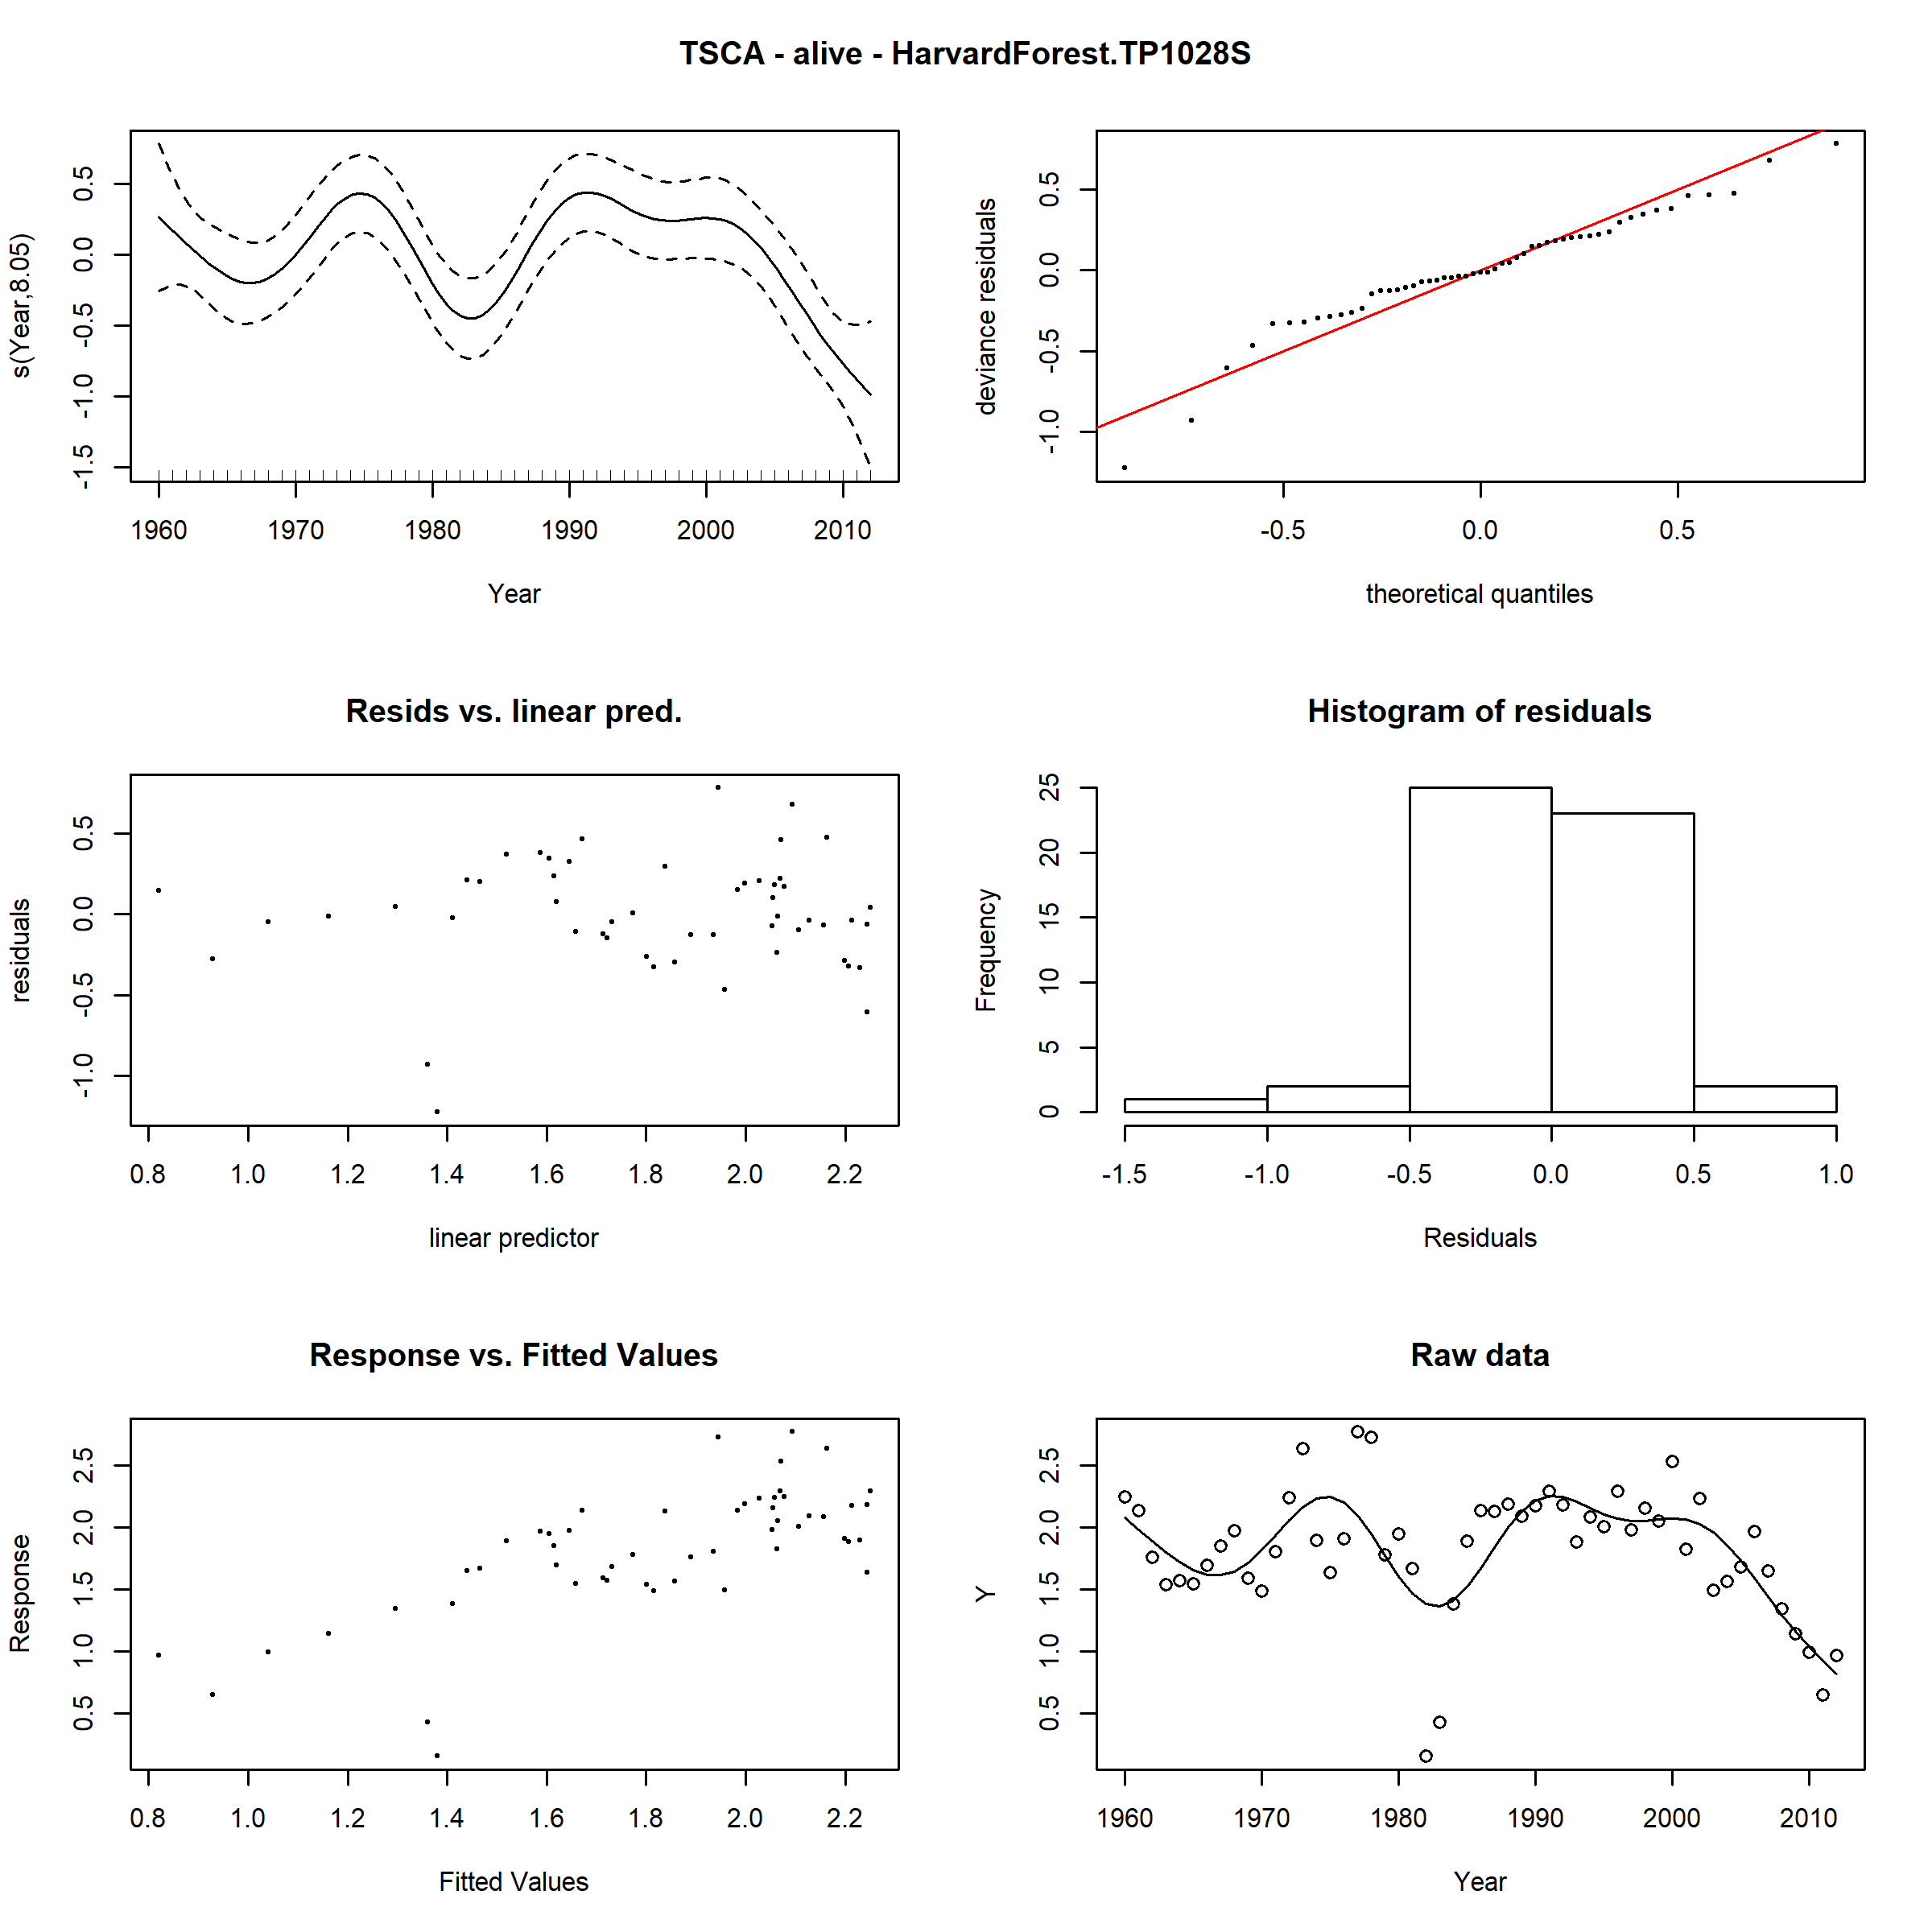 TSCA - alive - HarvardForest.TP1028S
s(Year,8.05)
0.5
0.0
-0.5
-1.0
-1.5
1960 1970 1980 1990 2000 2010
Year
deviance residuals
0.5
0.0
-0.5
-1.0
-0.5 0.0 0.5
theoretical quantiles
Resids vs. linear pred.
residuals
0.5
0.0
-0.5
-1.0
0.8 1.0 1.2 1.4 1.6 1.8 2.0 2.2
linear predictor
Histogram of residuals
Frequency
25
20
15
10
5
0
-1.5 -1.0 -0.5 0.0 0.5 1.0
Residuals
Response vs. Fitted Values
Response
2.5
2.0
1.5
1.0
0.5
0.8 1.0 1.2 1.4 1.6 1.8 2.0 2.2
Fitted Values
Raw data
Y
2.5
2.0
1.5
1.0
0.5
1960 1970 1980 1990 2000 2010
Year